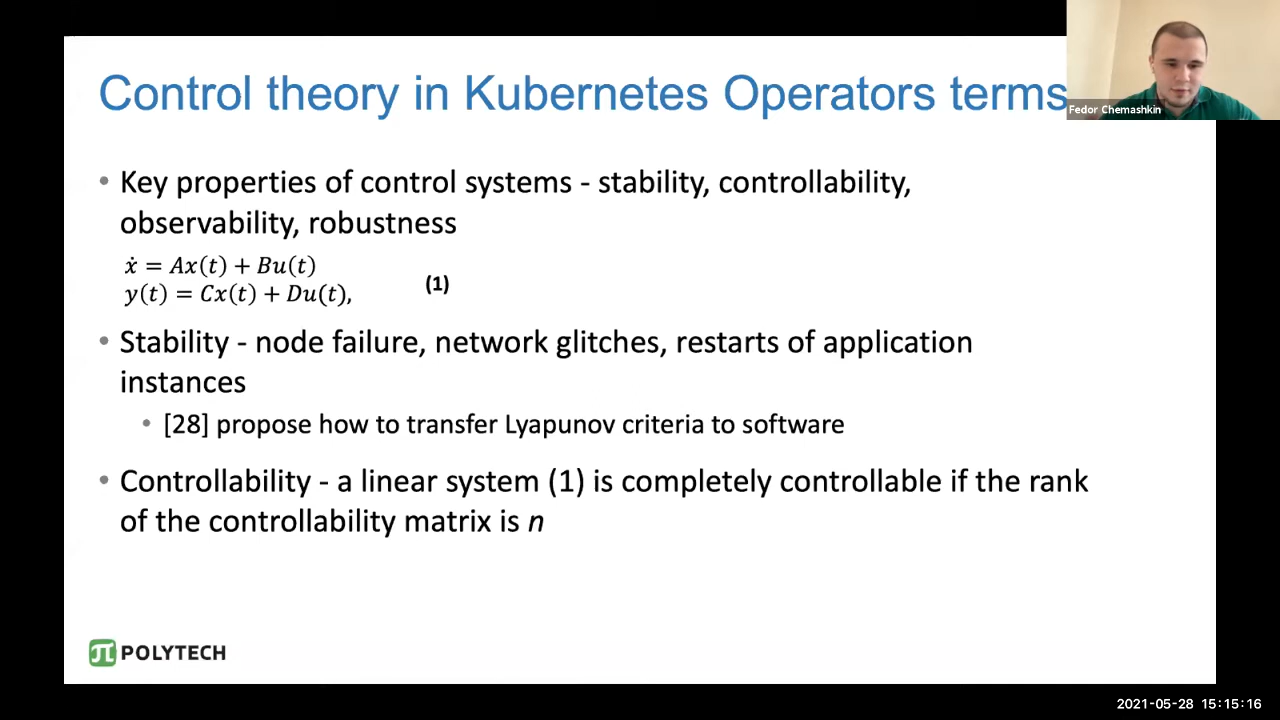 Control theory in Kubernetes Operators terms
Fedor Chemashkin
• Key properties of control systems - stability, controllability,
observability, robustness
ẋ = Ax(t) + Bu(t)
y(t) = Cx(t) + Du(t),
(1)
• Stability - node failure, network glitches, restarts of application
instances
• [28] propose how to transfer Lyapunov criteria to software
• Controllability - a linear system (1) is completely controllable if the rank
of the controllability matrix is n
π POLYTECH
2021-05-28 15:15:16